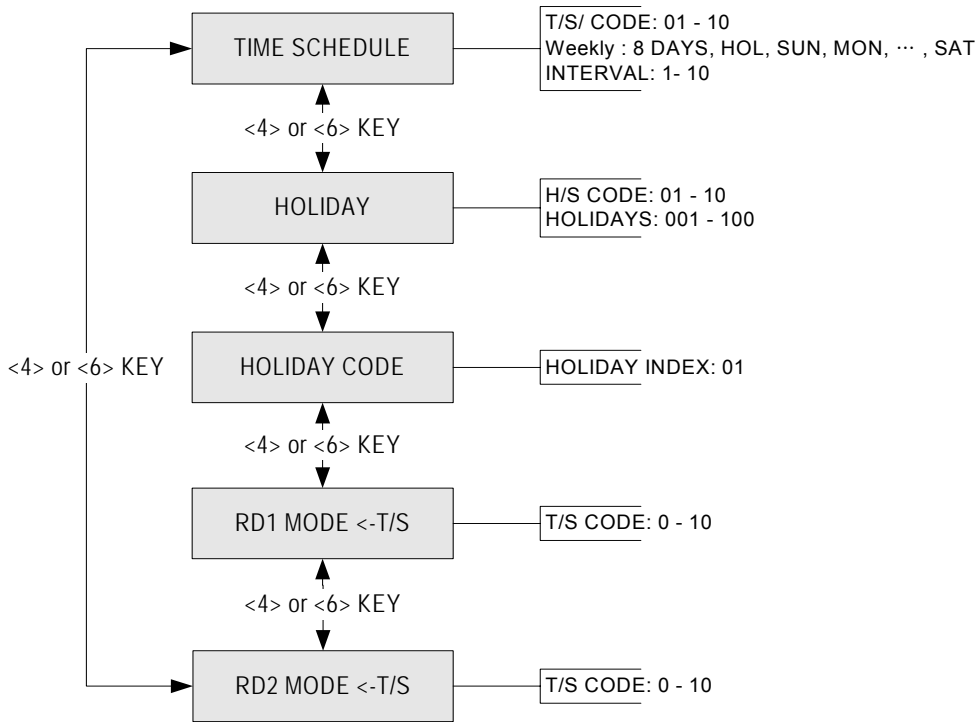 TIME SCHEDULE
T/S/ CODE: 01 - 10
Weekly : 8 DAYS, HOL, SUN, MON, ··· , SAT
INTERVAL: 1- 10
<4> or <6> KEY
HOLIDAY
H/S CODE: 01 - 10
HOLIDAYS: 001 - 100
<4> or <6> KEY
<4> or <6> KEY
HOLIDAY CODE
HOLIDAY INDEX: 01
<4> or <6> KEY
RD1 MODE <-T/S
T/S CODE: 0 - 10
<4> or <6> KEY
RD2 MODE <-T/S
T/S CODE: 0 - 10